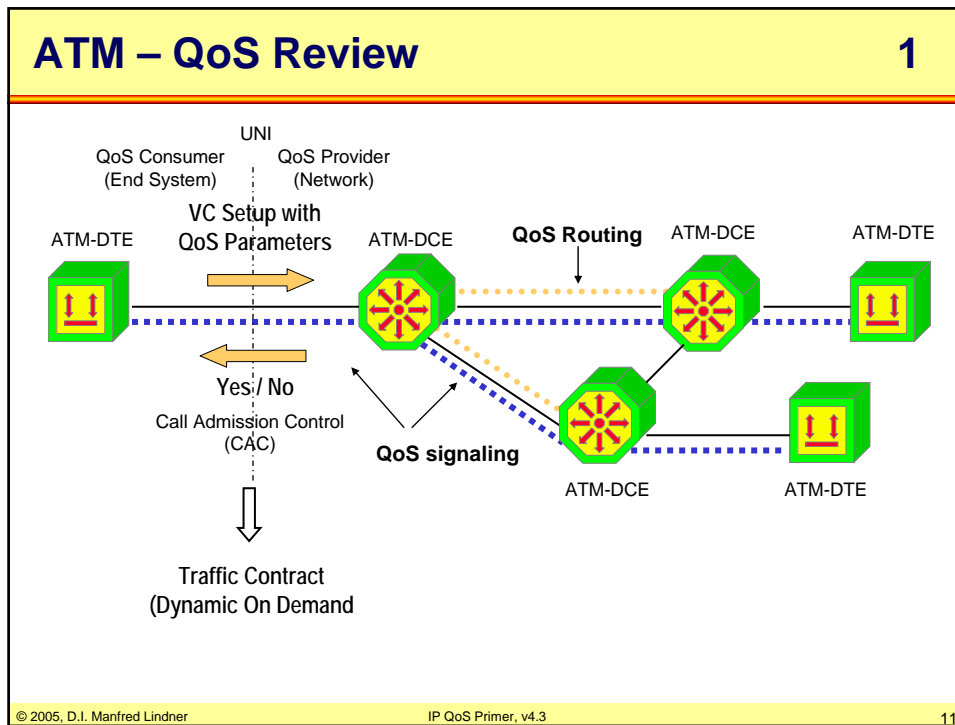 ATM – QoS Review 1
UNI
QoS Consumer
(End System)
QoS Provider
(Network)
VC Setup with
QoS Parameters
ATM-DTE
ATM-DCE
QoS Routing
ATM-DCE
ATM-DTE
Yes / No
Call Admission Control
(CAC)
QoS signaling
ATM-DCE
ATM-DTE
Traffic Contract
(Dynamic On Demand
© 2005, D.I. Manfred Lindner
IP QoS Primer, v4.3
11